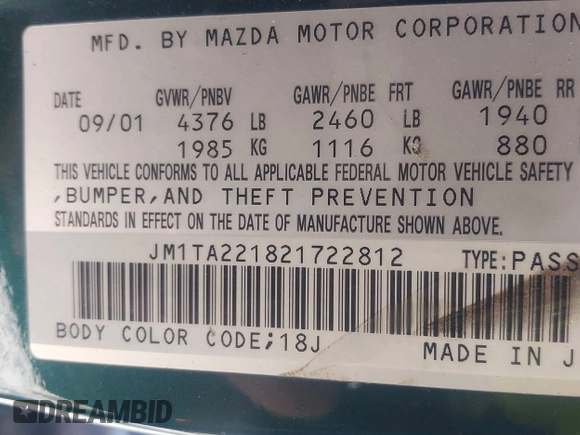 MFD. BY MAZDA MOTOR CORPORATION
DATE GVWR/PNBV GAWR/PNBE FRT GAWR/PNBE RR
09/01 4376 LB 2460 LB 1940
1985 KG 1116 KG 880
THIS VEHICLE CONFORMS TO ALL APPLICABLE FEDERAL MOTOR VEHICLE SAFETY
,BUMPER,AND THEFT PREVENTION
STANDARDS IN EFFECT ON THE DATE OF MANUFACTURE SHOWN ABOVE.
JM1TA221821722812 TYPE:PASS
BODY COLOR CODE;18J
MADE IN J
DREAMBID